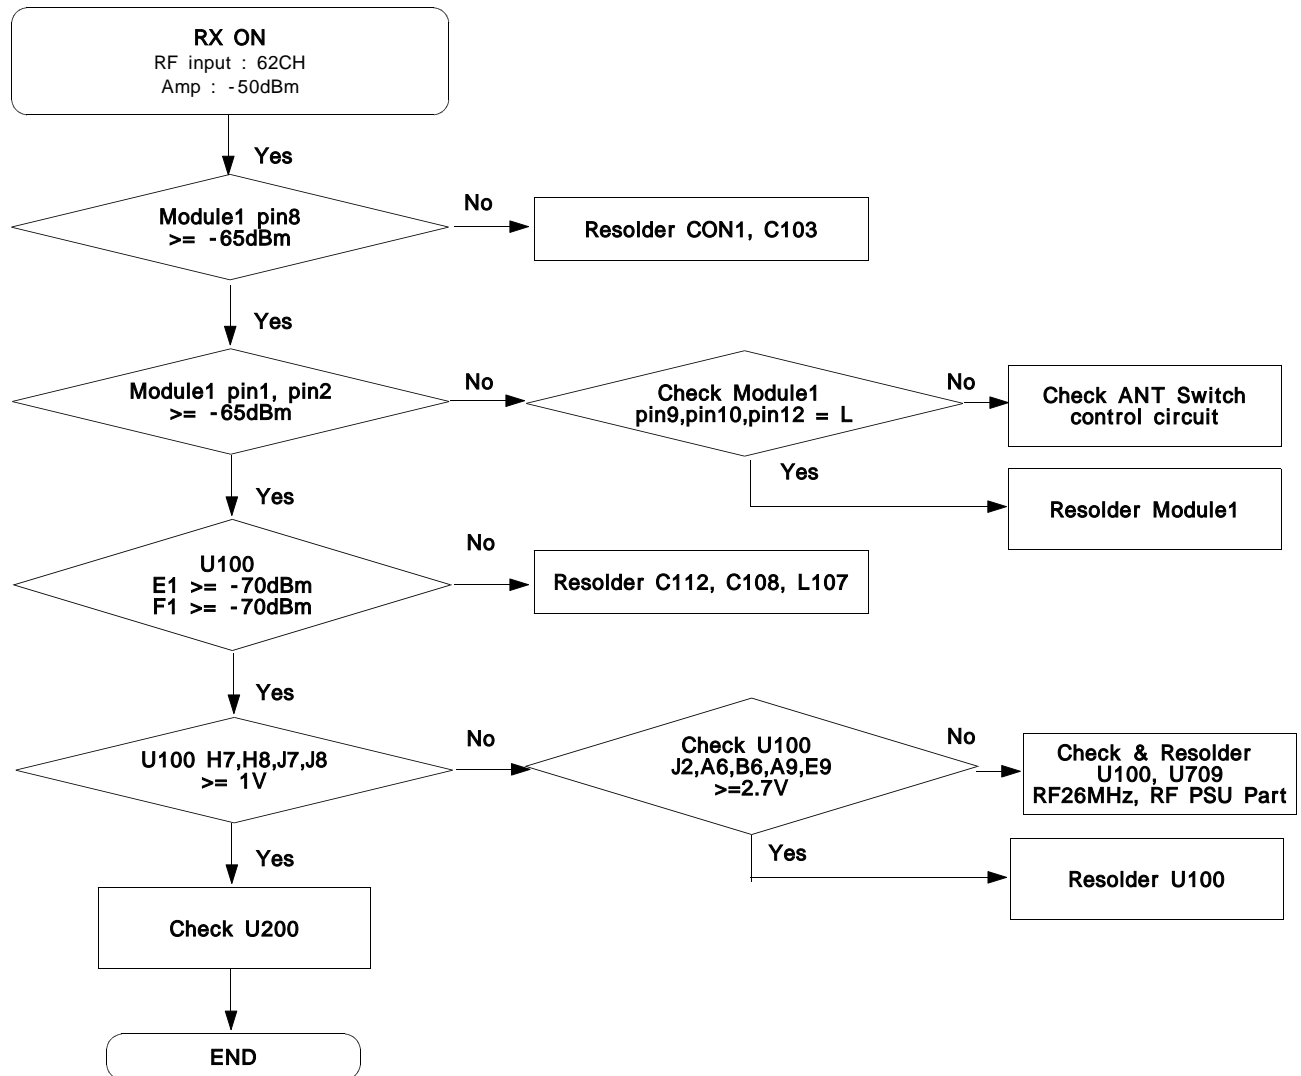 RX ON
RF input : 62CH
Amp : -50dBm
Yes
Module1 pin8
>= -65dBm
No
Resolder CON1, C103
Yes
Module1 pin1, pin2
>= -65dBm
No
Check Module1
pin9,pin10,pin12 = L
No
Check ANT Switch
control circuit
Yes
Resolder Module1
Yes
U100
E1 >= -70dBm
F1 >= -70dBm
No
Resolder C112, C108, L107
Yes
U100 H7,H8,J7,J8
>= 1V
No
Check U100
J2,A6,B6,A9,E9
>=2.7V
No
Check & Resolder
U100, U709
RF26MHz, RF PSU Part
Yes
Resolder U100
Yes
Check U200
END